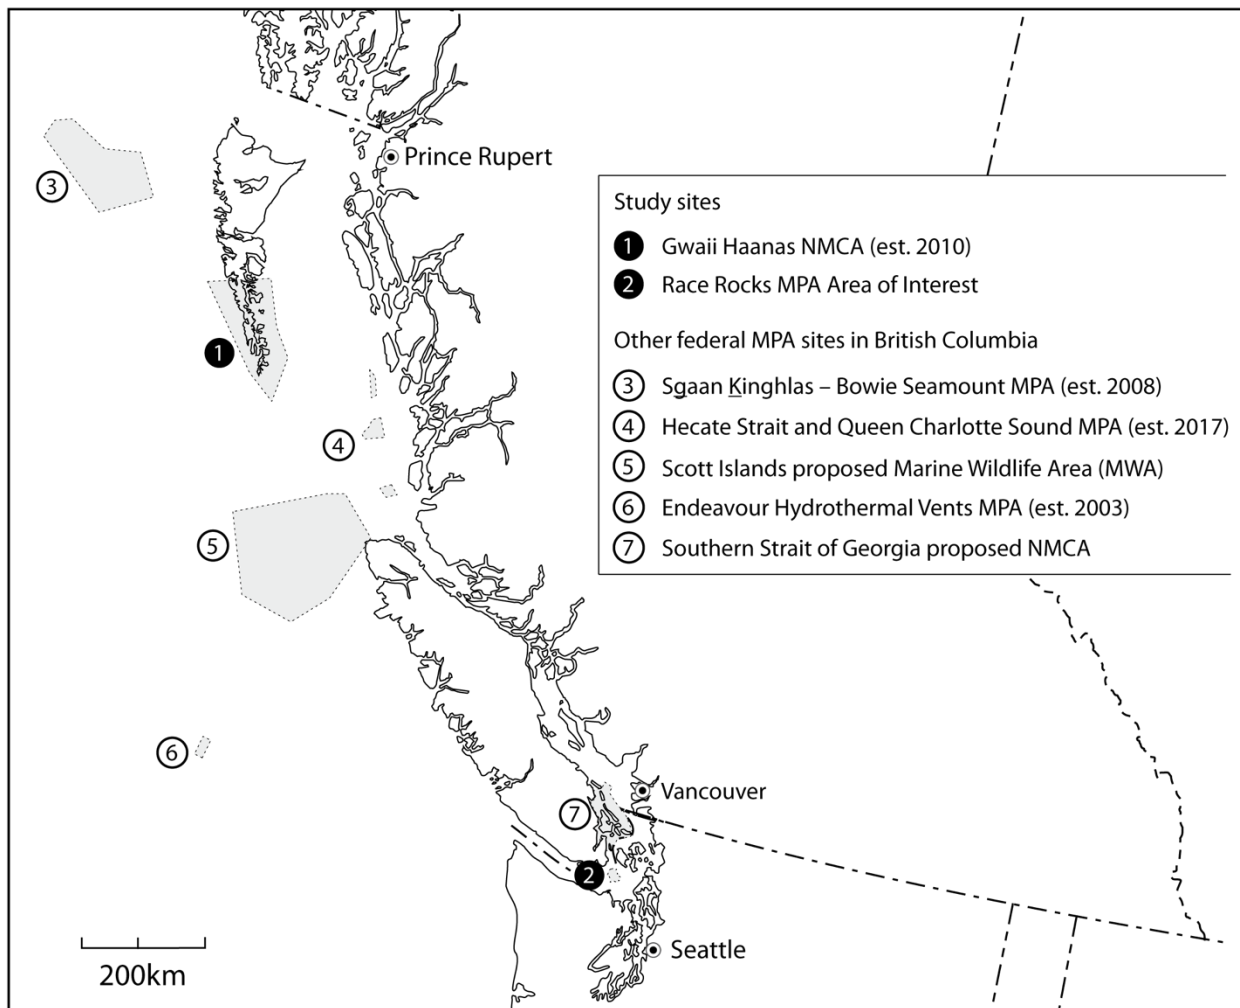 Prince Rupert
3
Study sites
1 Gwaii Haanas NMCA (est. 2010)
2 Race Rocks MPA Area of Interest
Other federal MPA sites in British Columbia
3 Sg̲aan K̲inghlas – Bowie Seamount MPA (est. 2008)
4 Hecate Strait and Queen Charlotte Sound MPA (est. 2017)
5 Scott Islands proposed Marine Wildlife Area (MWA)
6 Endeavour Hydrothermal Vents MPA (est. 2003)
7 Southern Strait of Georgia proposed NMCA
1
4
5
6
Vancouver
7
2
Seattle
200km